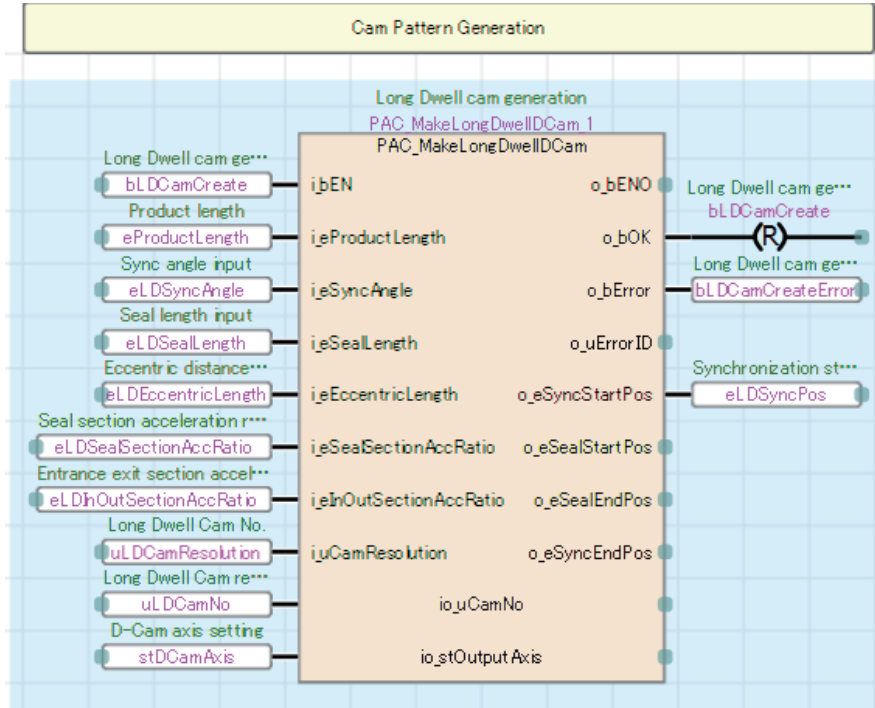 Cam Pattern Generation
Long Dwell cam generation
PAC_MakeLongDwellDCam_1
PAC_MakeLongDwellDCam
Long Dwell cam ge···
bLDCamCreate
i_bEN
o_bENO
Long Dwell cam ge···
bLDCamCreate
Product length
eProductLength
i_eProductLength
o_bOK
(R)
Sync angle input
eLDSyncAngle
i_eSyncAngle
o_bError
Long Dwell cam ge···
bLDCamCreateError
Seal length input
eLDSealLength
i_eSealLength
o_uErrorID
Eccentric distance···
eLDEccentricLength
i_eEccentricLength
o_eSyncStartPos
Synchronization st···
eLDSyncPos
Seal section acceleration r···
eLDSealSectionAccRatio
i_eSealSectionAccRatio
o_eSealStartPos
Entrance exit section accel···
eLDInOutSectionAccRatio
i_eInOutSectionAccRatio
o_eSealEndPos
Long Dwell Cam No.
uLDCamResolution
i_uCamResolution
o_eSyncEndPos
Long Dwell Cam re···
uLDCamNo
io_uCamNo
D-Cam axis setting
stDCamAxis
io_stOutputAxis